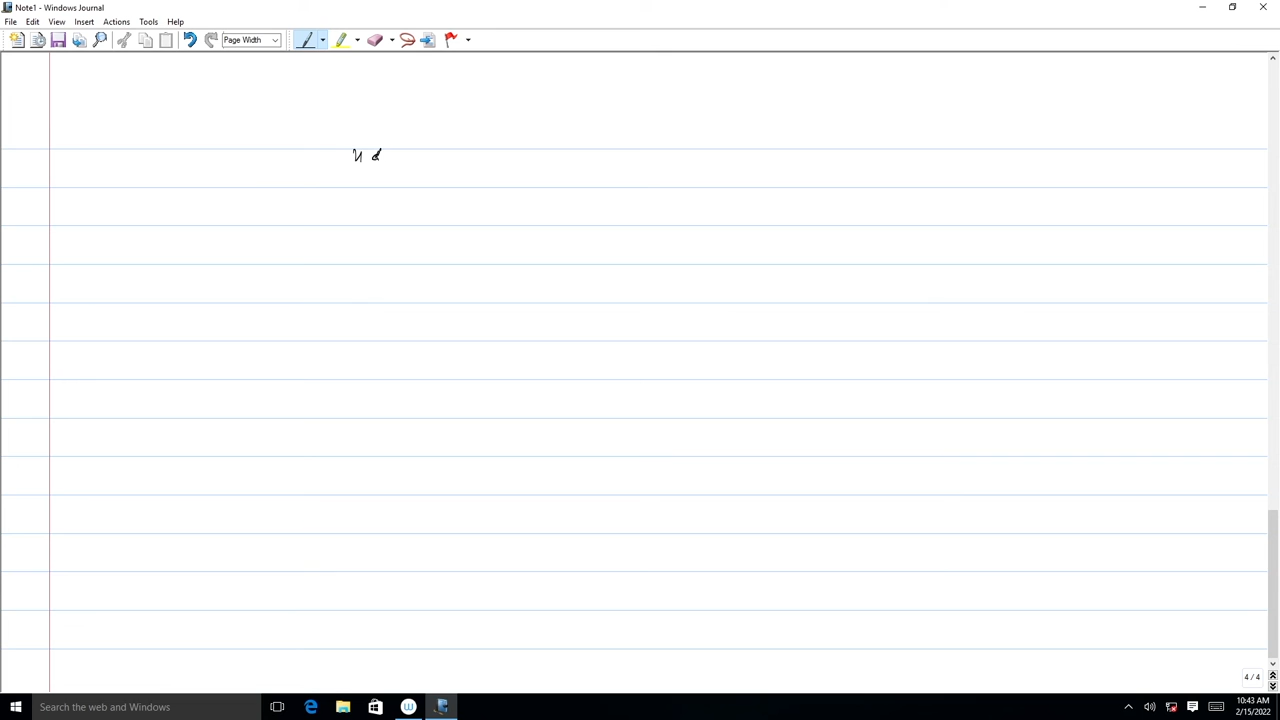 Note1 - Windows Journal
File Edit View Insert Actions Tools Help
Page Width
4 / 4
Search the web and Windows
10:43 AM
2/15/2022